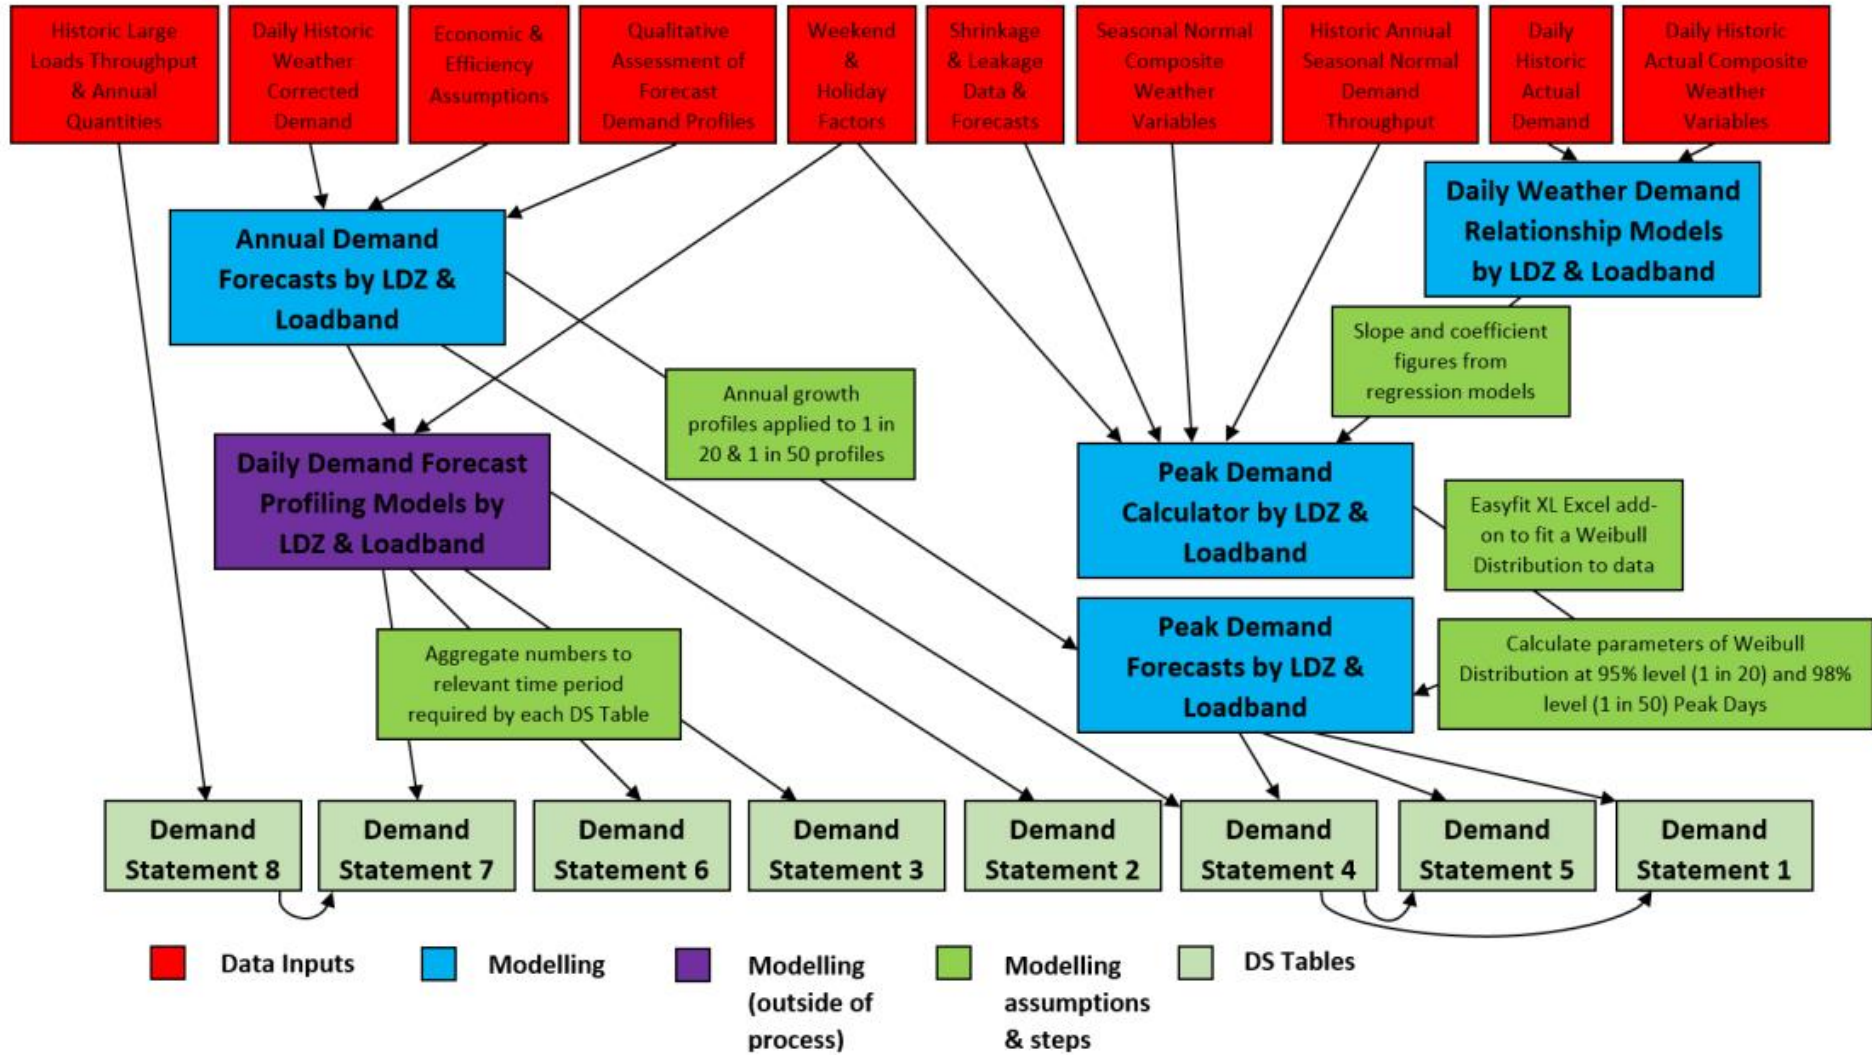 Historic Large
Loads Throughput
& Annual
Quantities
Daily Historic
Weather
Corrected
Demand
Economic &
Efficiency
Assumptions
Qualitative
Assessment of
Forecast
Demand Profiles
Weekend
&
Holiday
Factors
Shrinkage
& Leakage
Data &
Forecasts
Seasonal Normal
Composite
Weather
Variables
Historic Annual
Seasonal Normal
Demand
Throughput
Daily
Historic
Actual
Demand
Daily Historic
Actual Composite
Weather
Variables
Annual Demand
Forecasts by LDZ &
Loadband
Daily Weather Demand
Relationship Models
by LDZ & Loadband
Slope and coefficient
figures from
regression models
Annual growth
profiles applied to 1 in
20 & 1 in 50 profiles
Daily Demand Forecast
Profiling Models by
LDZ & Loadband
Peak Demand
Calculator by LDZ &
Loadband
Easyfit XL Excel add-
on to fit a Weibull
Distribution to data
Peak Demand
Forecasts by LDZ &
Loadband
Calculate parameters of Weibull
Distribution at 95% level (1 in 20) and 98%
level (1 in 50) Peak Days
Aggregate numbers to
relevant time period
required by each DS Table
Demand
Statement 8
Demand
Statement 7
Demand
Statement 6
Demand
Statement 3
Demand
Statement 2
Demand
Statement 4
Demand
Statement 5
Demand
Statement 1
Data Inputs
Modelling
Modelling
(outside of
process)
Modelling
assumptions
& steps
DS Tables